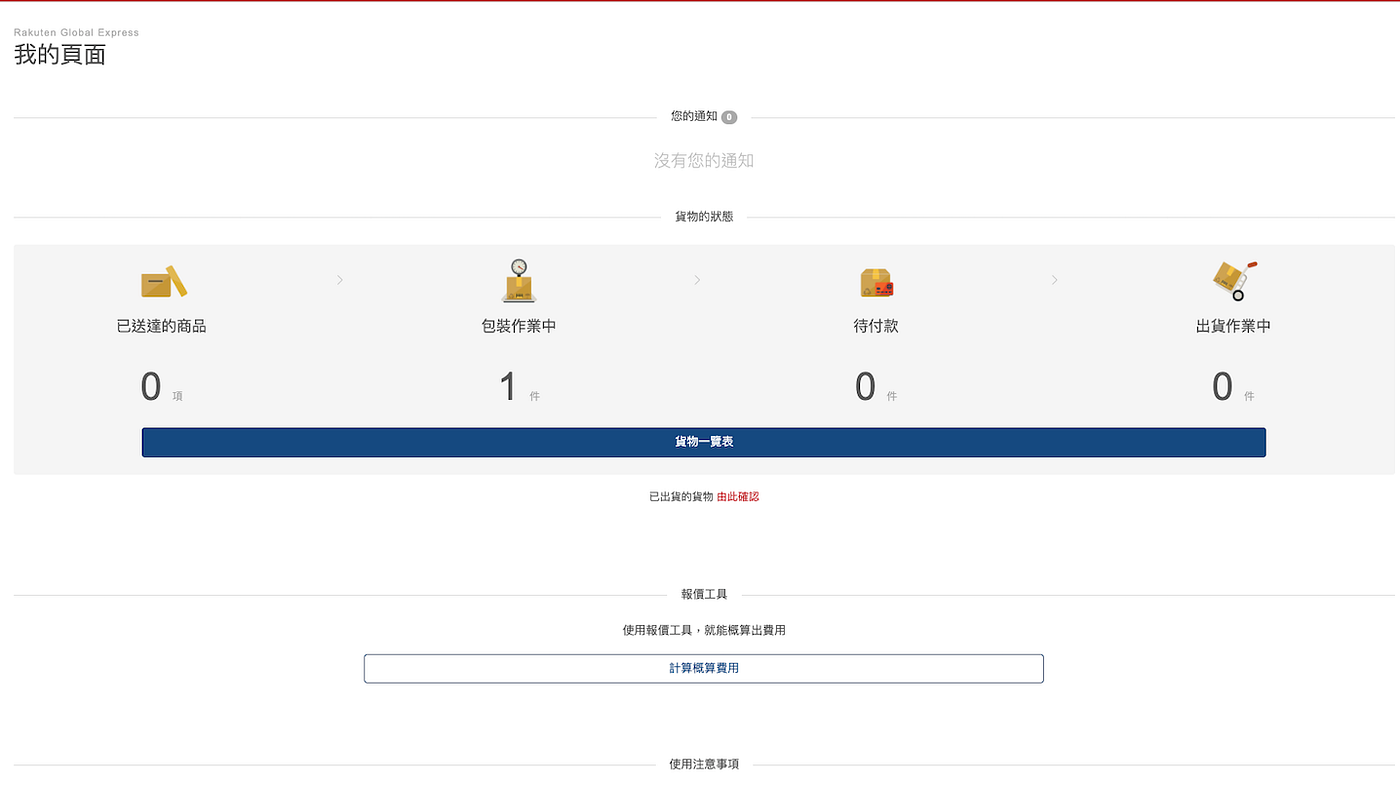 Rakuten Global Express
我的頁面
您的通知 0
沒有您的通知
貨物的狀態
已送達的商品
0 項
包裝作業中
1 件
待付款
0 件
出貨作業中
0 件
貨物一覽表
已出貨的貨物 由此確認
報價工具
使用報價工具，就能概算出費用
計算概算費用
使用注意事項